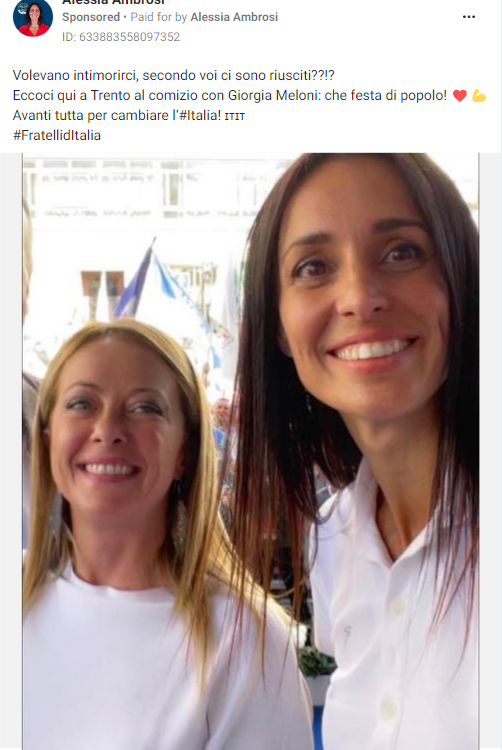 Alessia Ambrosi
Sponsored • Paid for by Alessia Ambrosi
ID: 633883558097352
Volevano intimorirci, secondo voi ci sono riusciti??!?
Eccoci qui a Trento al comizio con Giorgia Meloni: che festa di popolo! ❤️ 💪
Avanti tutta per cambiare l'#Italia! ɪᴛɪᴛ
#FratellidItalia